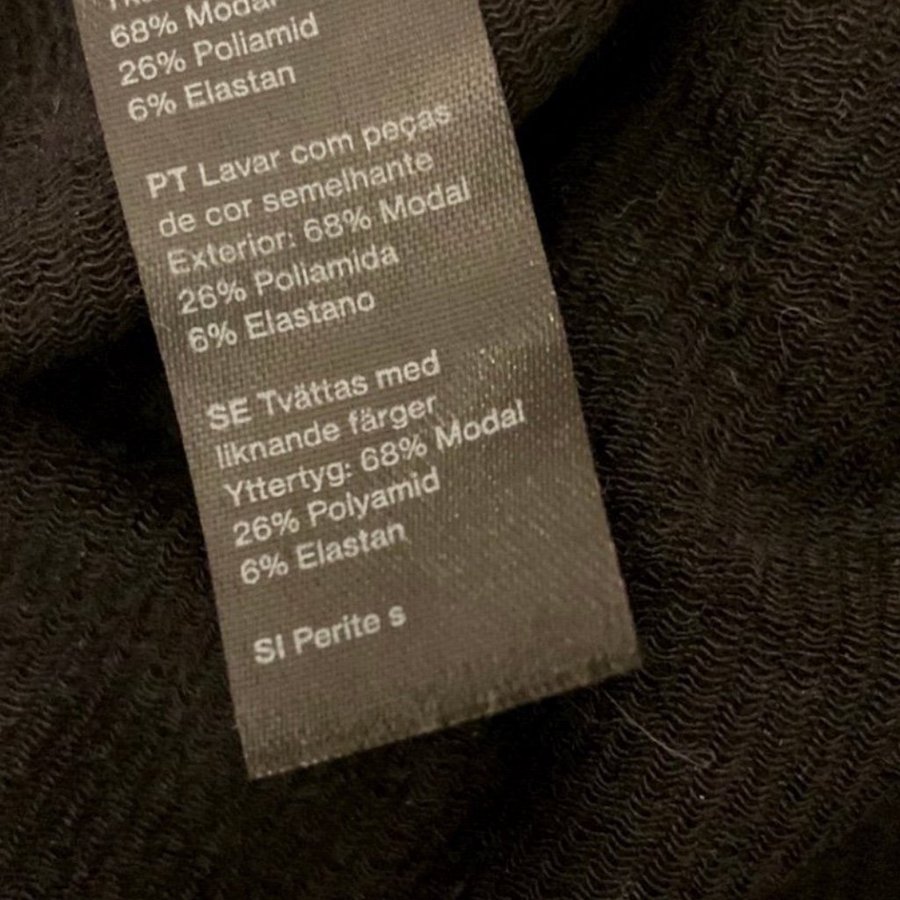 68% Modal
26% Poliamid
6% Elastan
PT Lavar com peças
de cor semelhante
Exterior: 68% Modal
26% Poliamida
6% Elastano
SE Tvättas med
liknande färger
Yttertyg: 68% Modal
26% Polyamid
6% Elastan
SI Perite s